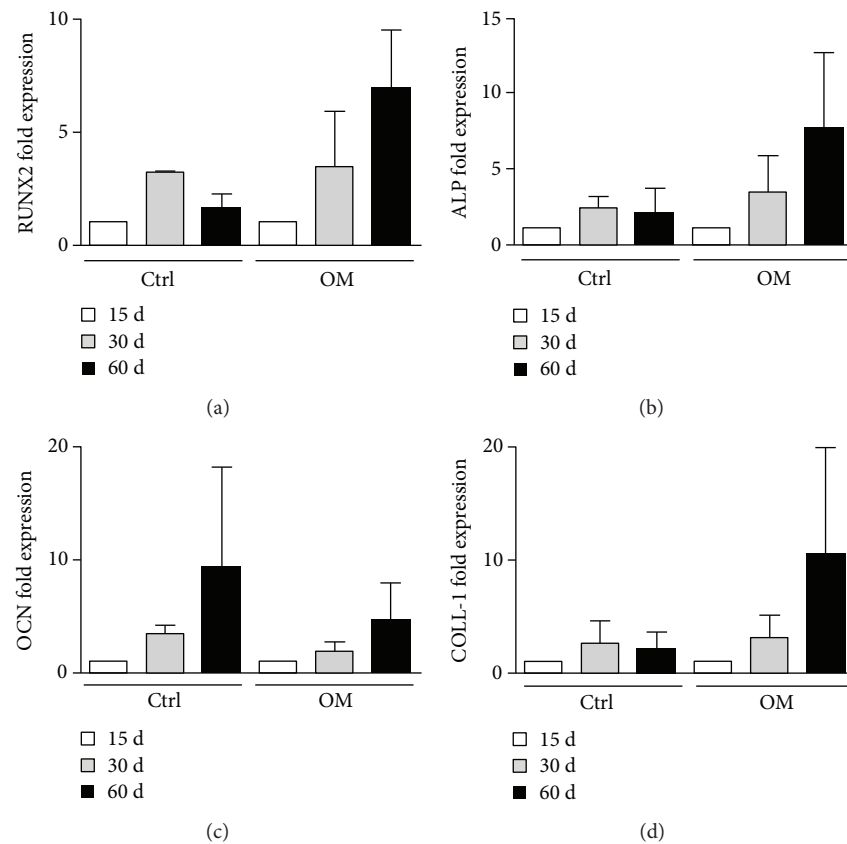 RUNX2 fold expression
10
5
0
Ctrl
OM
15 d
30 d
60 d
(a)
ALP fold expression
15
10
5
0
Ctrl
OM
15 d
30 d
60 d
(b)
OCN fold expression
20
10
0
Ctrl
OM
15 d
30 d
60 d
(c)
COLL-1 fold expression
20
10
0
Ctrl
OM
15 d
30 d
60 d
(d)